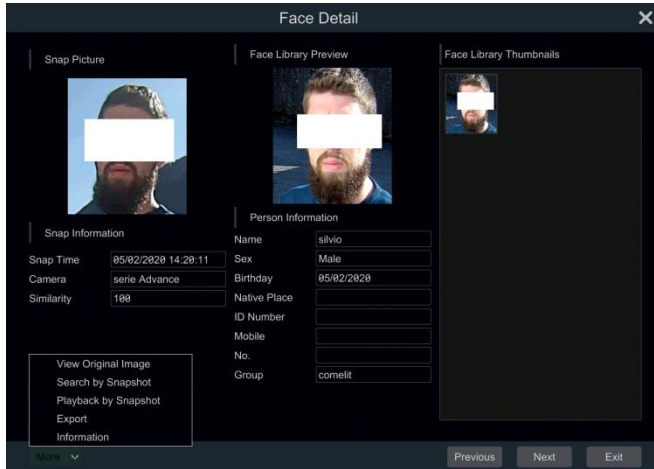 Face Detail
Snap Picture
Snap Information
Snap Time 05/02/2020 14:20:11
Camera serie Advance
Similarity 100
View Original Image
Search by Snapshot
Playback by Snapshot
Export
Information
More
Face Library Preview
Person Information
Name silvio
Sex Male
Birthday 05/02/2020
Native Place
ID Number
Mobile
No.
Group comelit
Face Library Thumbnails
Previous Next Exit